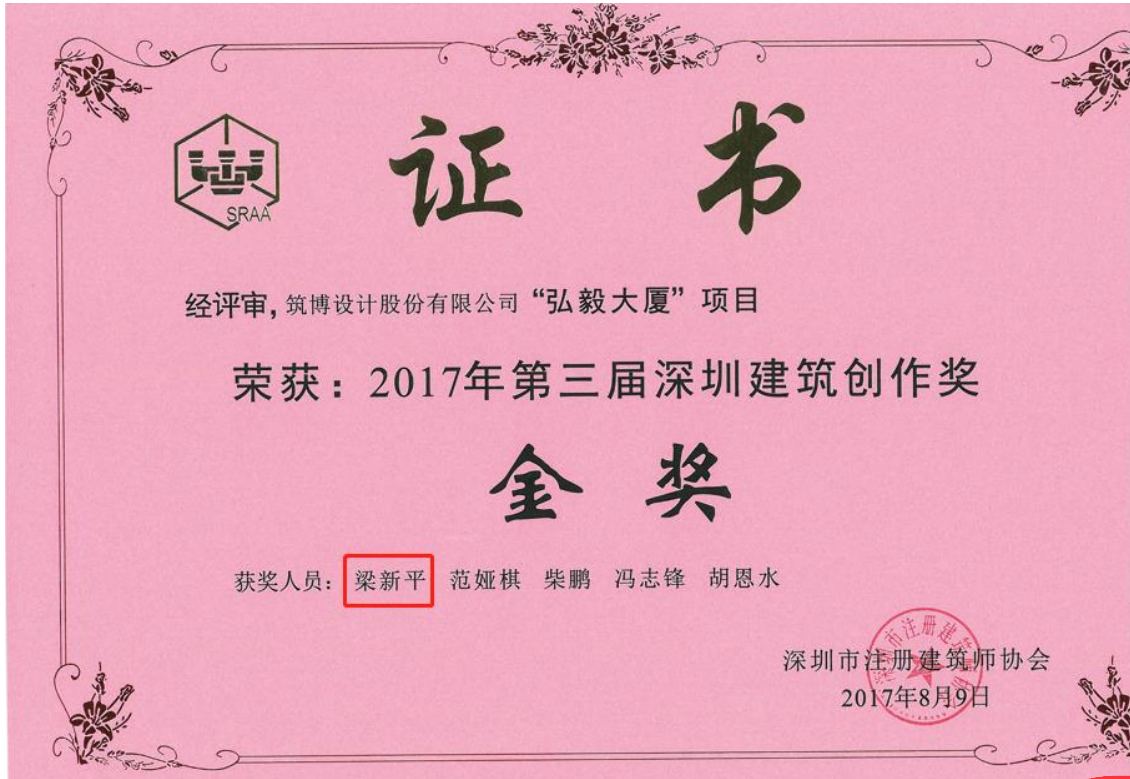 证 书
SRAA
经评审，筑博设计股份有限公司“弘毅大厦”项目
荣获：2017年第三届深圳建筑创作奖
金 奖
获奖人员：梁新平 范娅棋 柴鹏 冯志锋 胡恩水
深圳市注册建筑师协会
2017年8月9日